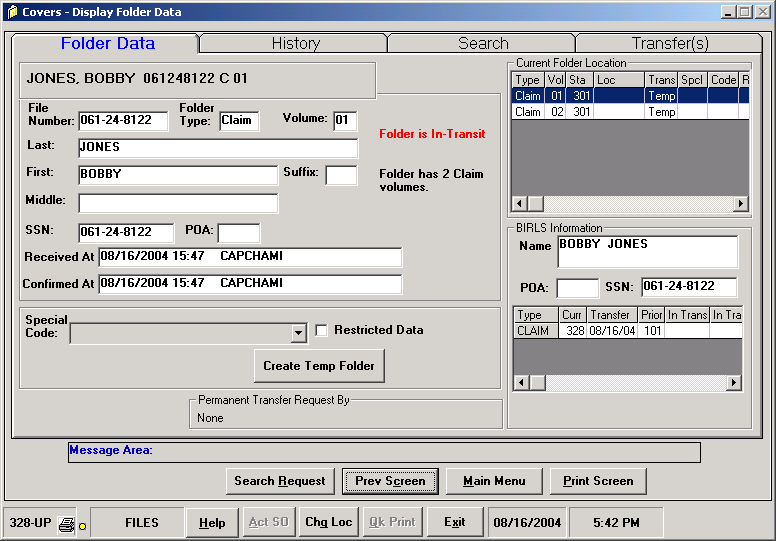 Covers - Display Folder Data
Folder Data History Search Transfer(s)
JONES, BOBBY 061248122 C 01
File Number: 061-24-8122 Folder Type: Claim Volume: 01
Folder is In-Transit
Last: JONES
First: BOBBY Suffix:
Folder has 2 Claim
volumes.
Middle:
SSN: 061-24-8122 POA:
Received At 08/16/2004 15:47 CAPCHAMI
Confirmed At 08/16/2004 15:47 CAPCHAMI
Special Code:
Restricted Data
Create Temp Folder
Permanent Transfer Request By
None
Current Folder Location
Type Vol Sta Loc Trans Spcl Code R
Claim 01 301 Temp
Claim 02 301 Temp
BIRLS Information
Name BOBBY JONES
POA: SSN: 061-24-8122
Type Curr Transfer Prior In Trans In Tra
CLAIM 328 08/16/04 101
Message Area:
Search Request Prev Screen Main Menu Print Screen
328-UP FILES Help Act SO Chg Loc Qk Print Exit 08/16/2004 5:42 PM